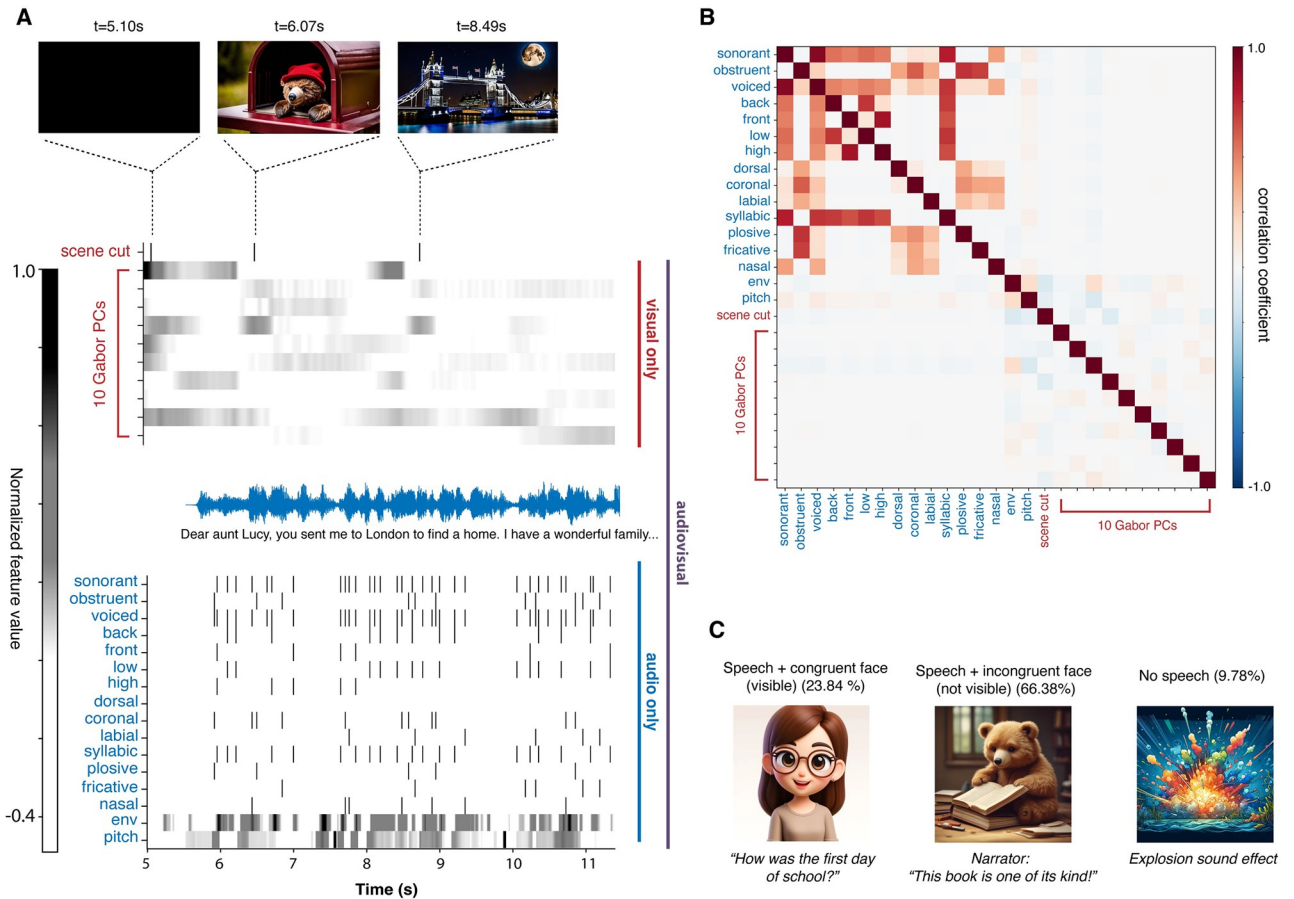 A
t=5.10s
t=6.07s
t=8.49s
scene cut
1.0
-0.4
Normalized feature value
10 Gabor PCs
visual only
audiovisual
Dear aunt Lucy, you sent me to London to find a home. I have a wonderful family...
sonorant
obstruent
voiced
back
front
low
high
dorsal
coronal
labial
syllabic
plosive
fricative
nasal
env
pitch
audio only
5
6
7
8
9
10
11
Time (s)
B
sonorant
obstruent
voiced
back
front
low
high
dorsal
coronal
labial
syllabic
plosive
fricative
nasal
env
pitch
scene cut
10 Gabor PCs
sonorant
obstruent
voiced
back
front
low
high
dorsal
coronal
labial
syllabic
plosive
fricative
nasal
env
pitch
scene cut
10 Gabor PCs
1.0
-1.0
correlation coefficient
C
Speech + congruent face
(visible) (23.84 %)
“How was the first day
of school?”
Speech + incongruent face
(not visible) (66.38%)
Narrator:
“This book is one of its kind!”
No speech (9.78%)
Explosion sound effect